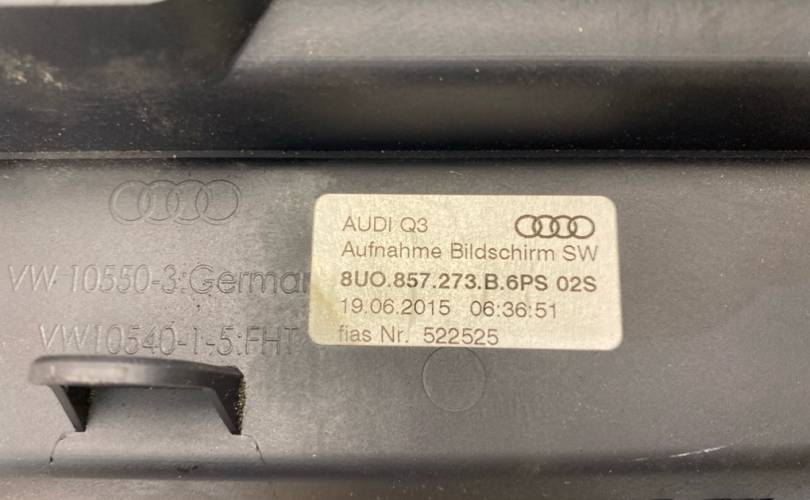 AUDI Q3
Aufnahme Bildschirm SW
8UO.857.273.B.6PS 02S
19.06.2015 06:36:51
fias Nr. 522525
VW 10550-3:German
VW10540-1-5:FHT